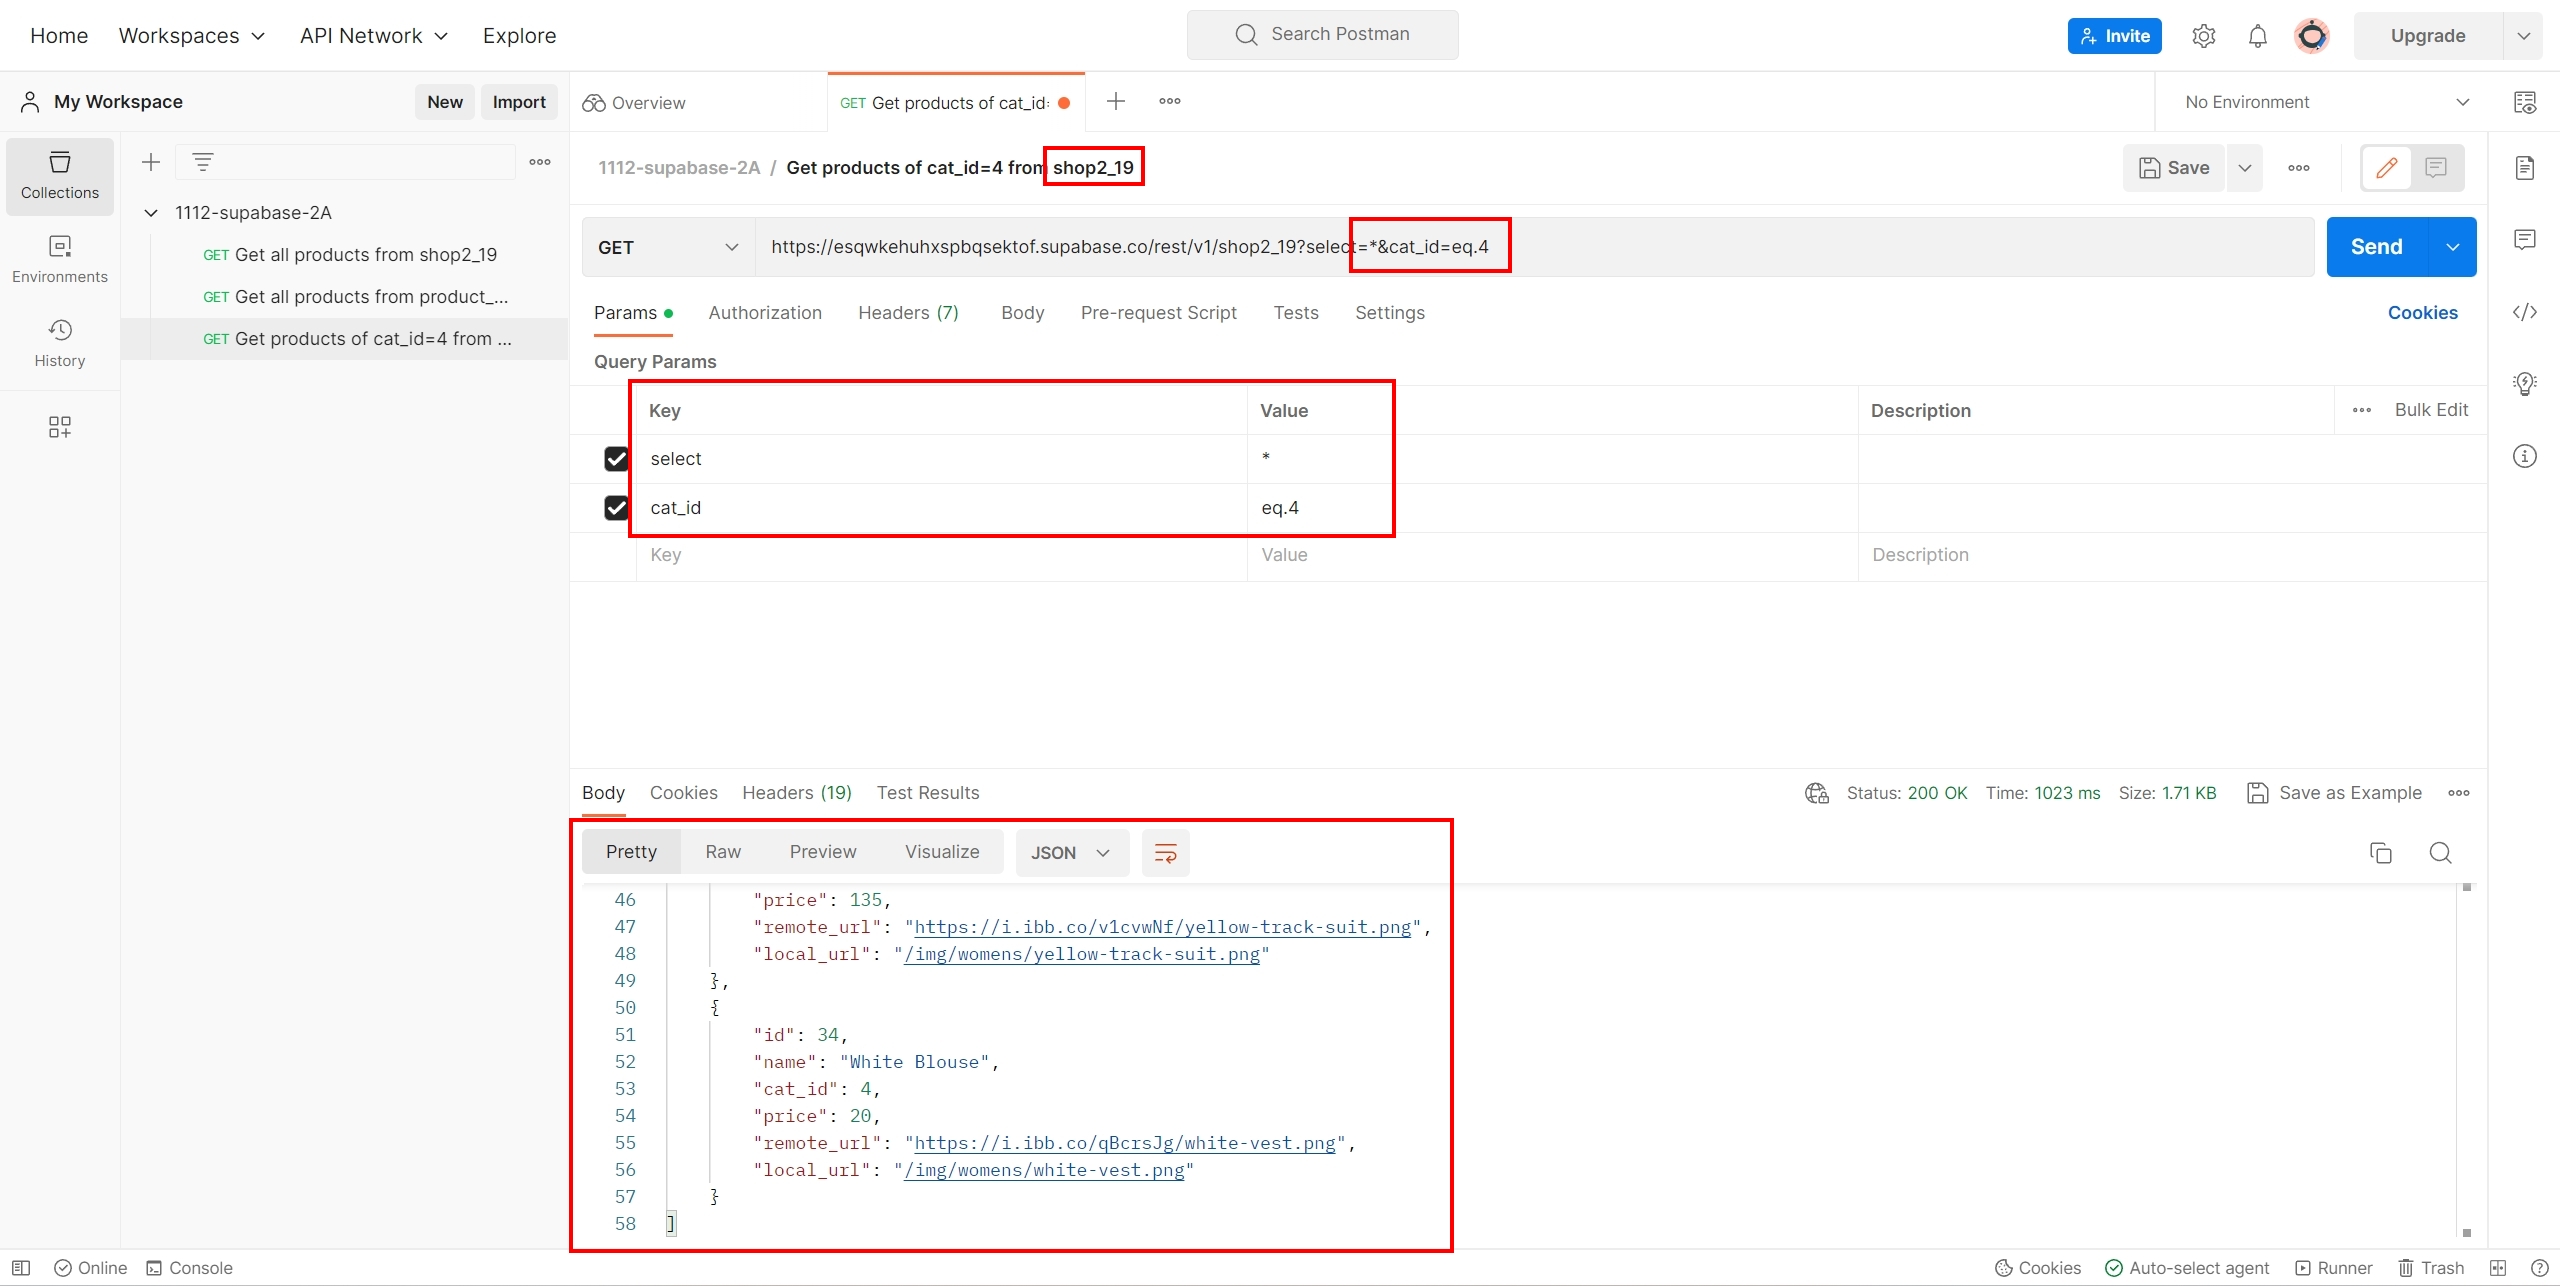 Home Workspaces API Network Explore Search Postman Invite Upgrade
My Workspace New Import Overview GET Get products of cat_id: No Environment
Collections
Environments
History
1112-supabase-2A
GET Get all products from shop2_19
GET Get all products from product_...
GET Get products of cat_id=4 from ...
1112-supabase-2A / Get products of cat_id=4 from shop2_19 Save
GET https://esqwkehuhxspbqsektof.supabase.co/rest/v1/shop2_19?select=*&cat_id=eq.4 Send
Params Authorization Headers (7) Body Pre-request Script Tests Settings Cookies
Query Params
Key Value Description Bulk Edit
select *
cat_id eq.4
Key Value Description
Body Cookies Headers (19) Test Results Status: 200 OK Time: 1023 ms Size: 1.71 KB Save as Example
Pretty Raw Preview Visualize JSON
46 "price": 135,
47 "remote_url": "https://i.ibb.co/v1cvwNf/yellow-track-suit.png",
48 "local_url": "/img/womens/yellow-track-suit.png"
49 },
50 {
51 "id": 34,
52 "name": "White Blouse",
53 "cat_id": 4,
54 "price": 20,
55 "remote_url": "https://i.ibb.co/qBcrsJg/white-vest.png",
56 "local_url": "/img/womens/white-vest.png"
57 }
58 ]
Online Console Cookies Auto-select agent Runner Trash